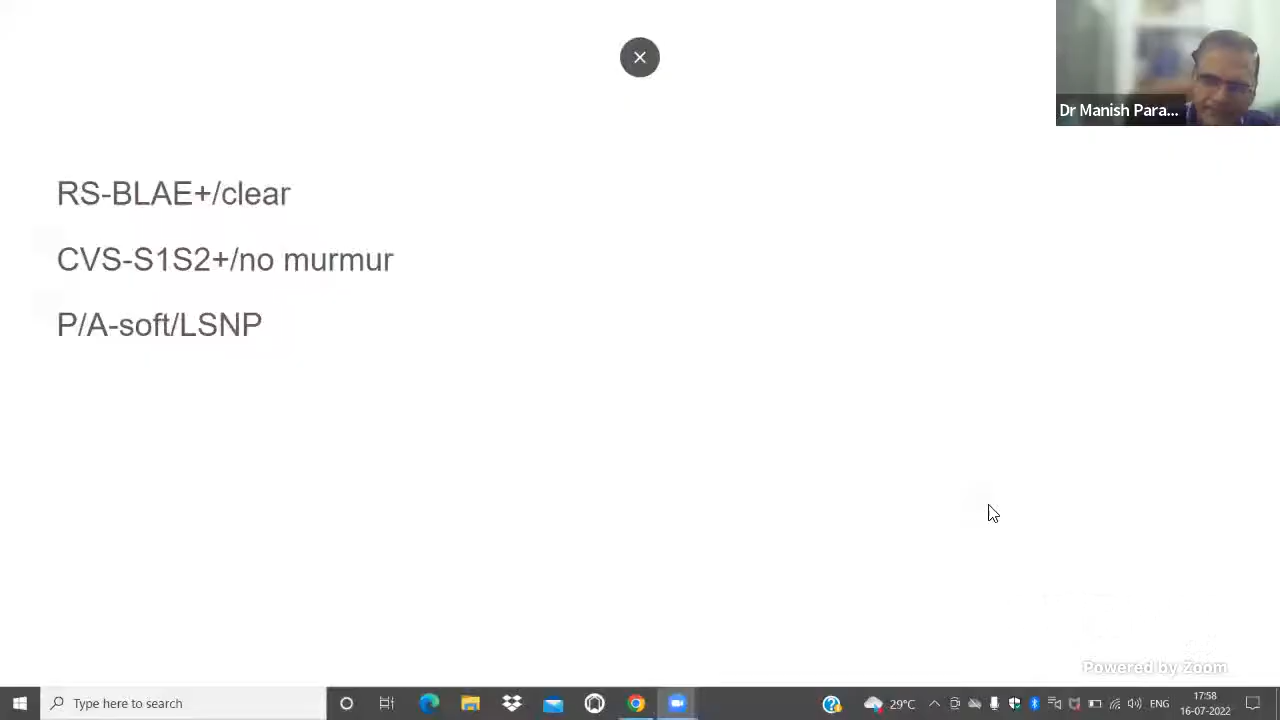 Dr Manish Para...
RS-BLAE+/clear
CVS-S1S2+/no murmur
P/A-soft/LSNP
Powered by Zoom
Type here to search
29°C
ENG
17:58
16-07-2022